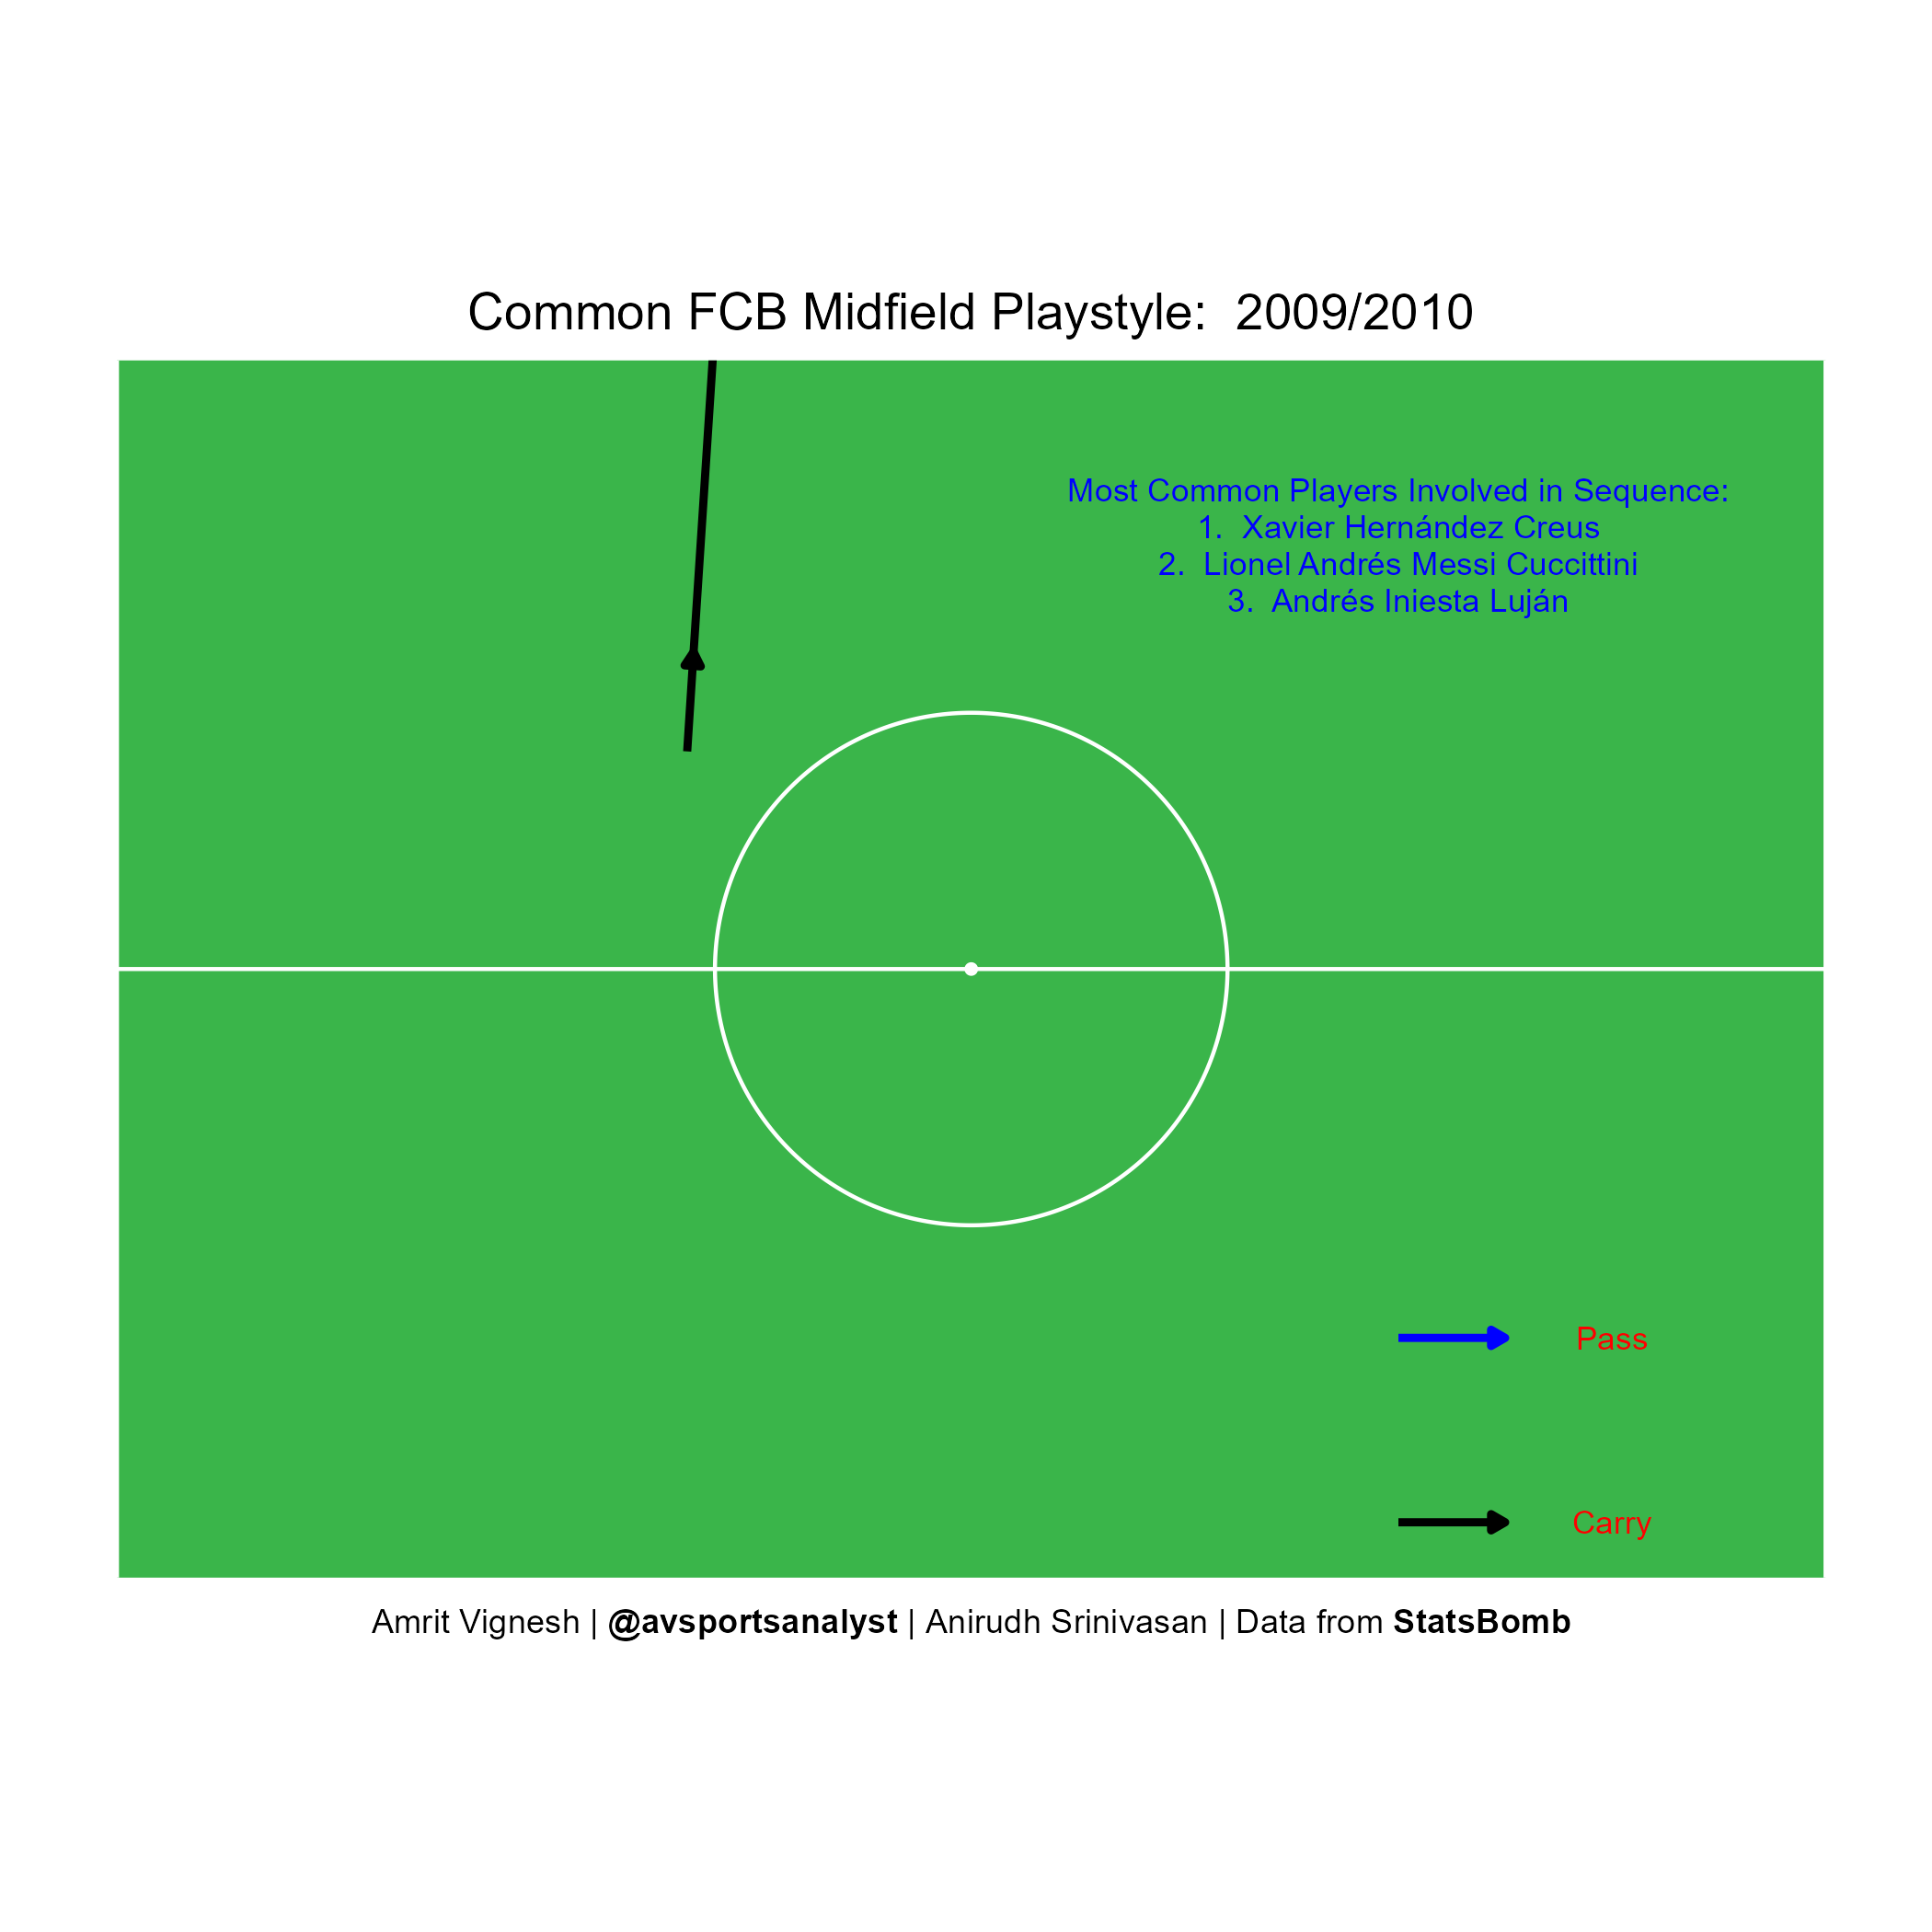 Common FCB Midfield Playstyle:  2009/2010
Most Common Players Involved in Sequence:
1.  Xavier Hernández Creus
2.  Lionel Andrés Messi Cuccittini
3.  Andrés Iniesta Luján
Pass
Carry
Amrit Vignesh | @avsportsanalyst | Anirudh Srinivasan | Data from StatsBomb